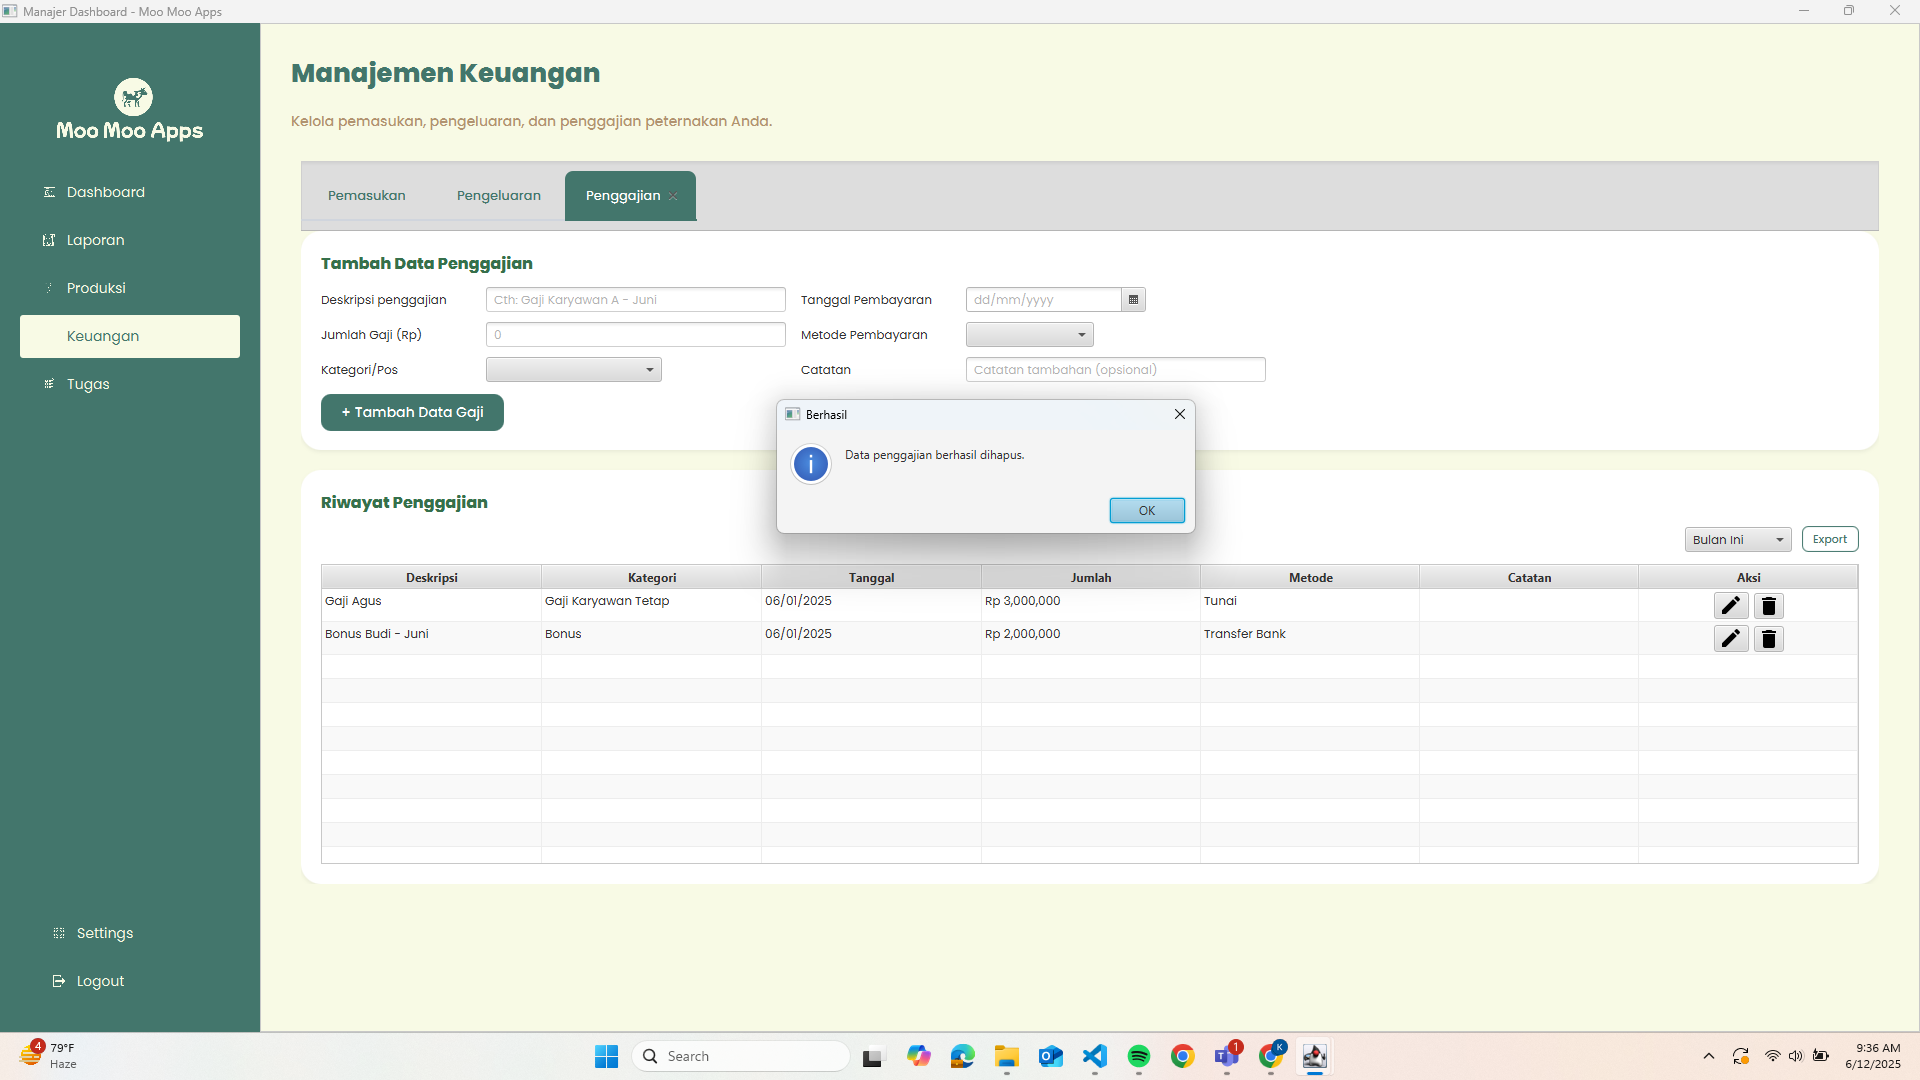 Manajer Dashboard - Moo Moo Apps
Moo Moo Apps
Dashboard
Laporan
Produksi
Keuangan
Tugas
Settings
Logout
Manajemen Keuangan
Kelola pemasukan, pengeluaran, dan penggajian peternakan Anda.
Pemasukan Pengeluaran Penggajian
Tambah Data Penggajian
Deskripsi penggajian Cth: Gaji Karyawan A - Juni Tanggal Pembayaran dd/mm/yyyy
Jumlah Gaji (Rp) 0 Metode Pembayaran
Kategori/Pos Catatan Catatan tambahan (opsional)
+ Tambah Data Gaji
Berhasil
Data penggajian berhasil dihapus.
OK
Riwayat Penggajian
Bulan Ini Export
Deskripsi Kategori Tanggal Jumlah Metode Catatan Aksi
Gaji Agus Gaji Karyawan Tetap 06/01/2025 Rp 3,000,000 Tunai
Bonus Budi - Juni Bonus 06/01/2025 Rp 2,000,000 Transfer Bank
4
79°F
Haze
Search
1
K
9:36 AM
6/12/2025